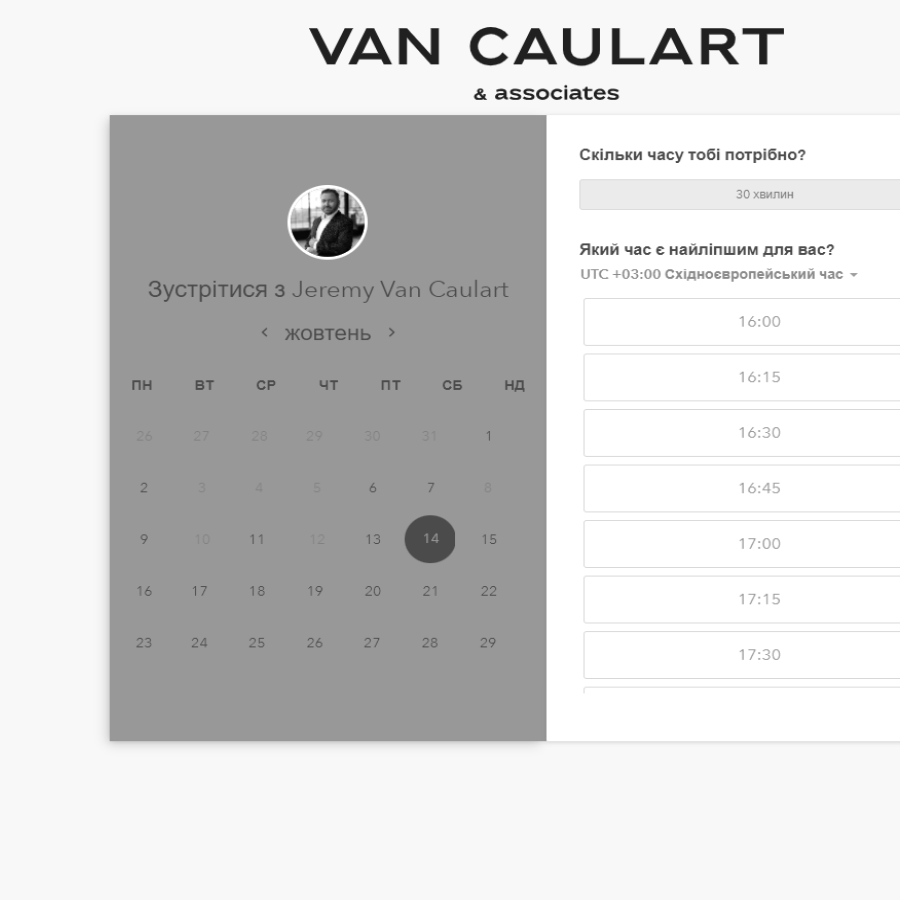 VAN CAULART
& associates
Зустрітися з Jeremy Van Caulart
жовтень
ПН ВТ СР ЧТ ПТ СБ НД
26 27 28 29 30 31 1
2 3 4 5 6 7 8
9 10 11 12 13 14 15
16 17 18 19 20 21 22
23 24 25 26 27 28 29
Скільки часу тобі потрібно?
30 хвилин
Який час є найліпшим для вас?
UTC +03:00 Східноєвропейський час
16:00
16:15
16:30
16:45
17:00
17:15
17:30